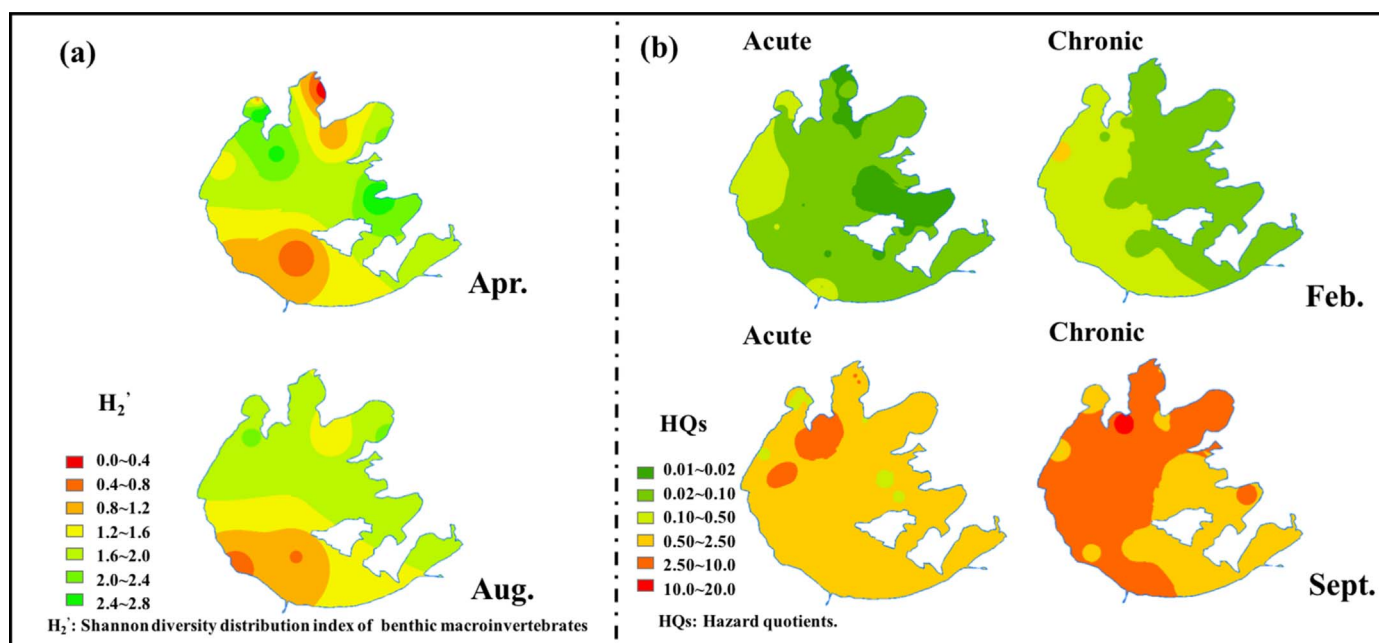 (a)
Apr.
H₂’
0.0~0.4
0.4~0.8
0.8~1.2
1.2~1.6
1.6~2.0
2.0~2.4
2.4~2.8
Aug.
H₂’: Shannon diversity distribution index of benthic macroinvertebrates
(b)
Acute
Chronic
Feb.
Acute
Chronic
HQs
0.01~0.02
0.02~0.10
0.10~0.50
0.50~2.50
2.50~10.0
10.0~20.0
Sept.
HQs: Hazard quotients.